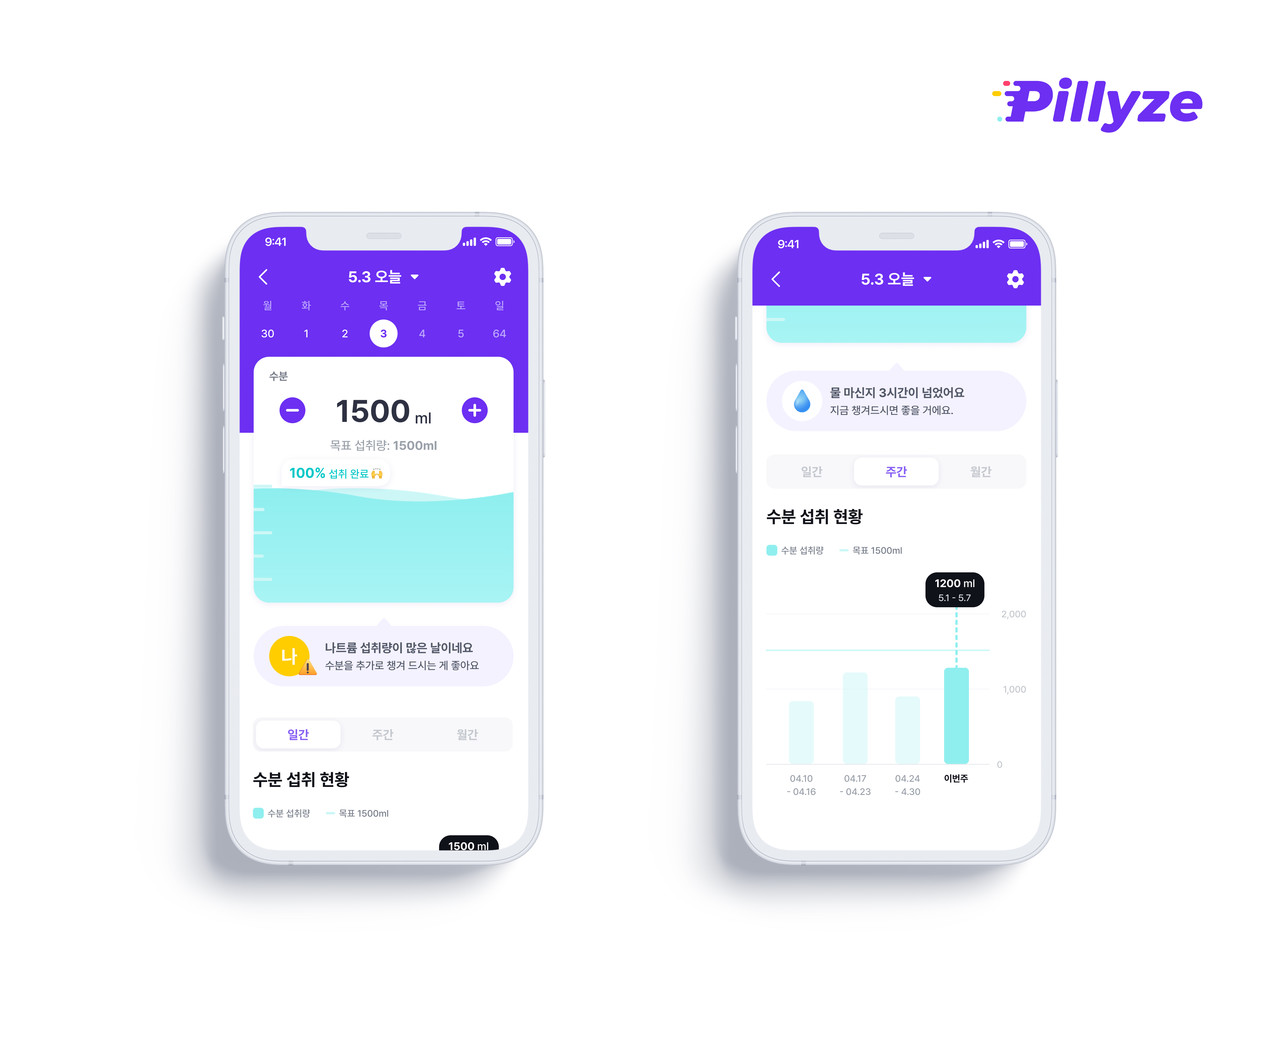 Pillyze
9:41
5.3 오늘
월 화 수 목 금 토 일
30 1 2 3 4 5 64
수분
1500 ml
목표 섭취량: 1500ml
100% 섭취 완료
나
나트륨 섭취량이 많은 날이네요
수분을 추가로 챙겨 드시는 게 좋아요
일간 주간 월간
수분 섭취 현황
수분 섭취량 목표 1500ml
1500 ml
9:41
5.3 오늘
물 마신지 3시간이 넘었어요
지금 챙겨드시면 좋을 거에요.
일간 주간 월간
수분 섭취 현황
수분 섭취량 목표 1500ml
1200 ml
5.1 - 5.7
2,000
1,000
0
04.10 04.17 04.24 이번주
- 04.16 - 04.23 - 4.30